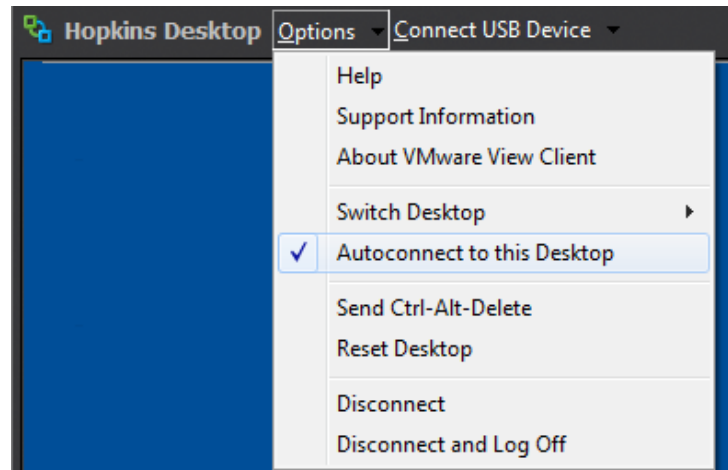 Hopkins Desktop Options Connect USB Device
Help
Support Information
About VMware View Client
Switch Desktop
Autoconnect to this Desktop
Send Ctrl-Alt-Delete
Reset Desktop
Disconnect
Disconnect and Log Off